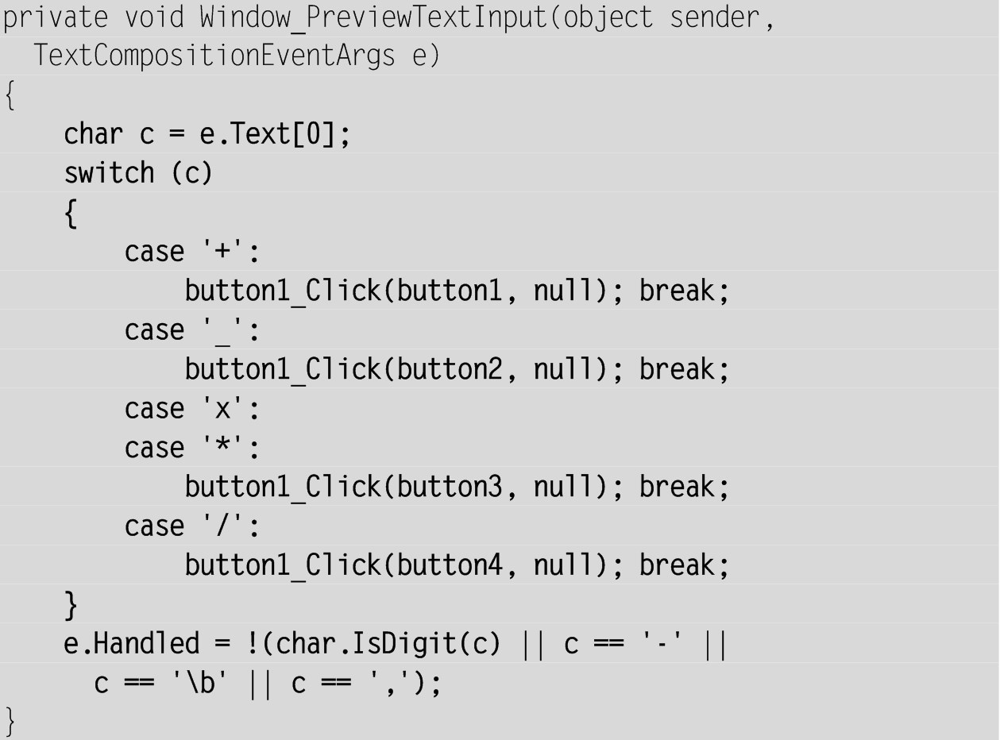 private void Window_PreviewTextInput(object sender,
  TextCompositionEventArgs e)
{
    char c = e.Text[0];
    switch (c)
    {
        case '+':
            button1_Click(button1, null); break;
        case '_':
            button1_Click(button2, null); break;
        case 'x':
        case '*':
            button1_Click(button3, null); break;
        case '/':
            button1_Click(button4, null); break;
    }
    e.Handled = !(char.IsDigit(c) || c == '-' ||
      c == '\b' || c == ',');
}